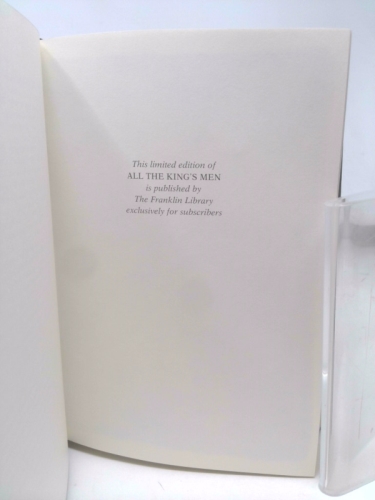 This limited edition of
ALL THE KING'S MEN
is published by
The Franklin Library
exclusively for subscribers